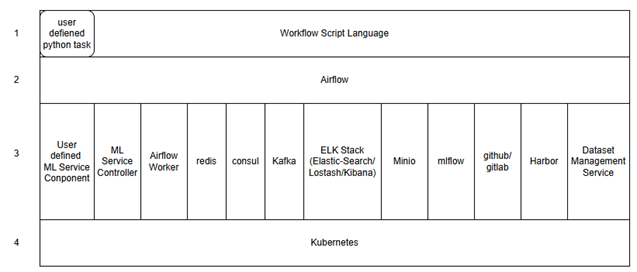 1
user
defiened
python task
Workflow Script Language
2
Airflow
3
User
defined
ML Service
Conponent
ML
Service
Controller
Airflow
Worker
redis
consul
Kafka
ELK Stack
(Elastic-Search/
Lostash/Kibana)
Minio
mlflow
github/
gitlab
Harbor
Dataset
Management
Service
4
Kubernetes